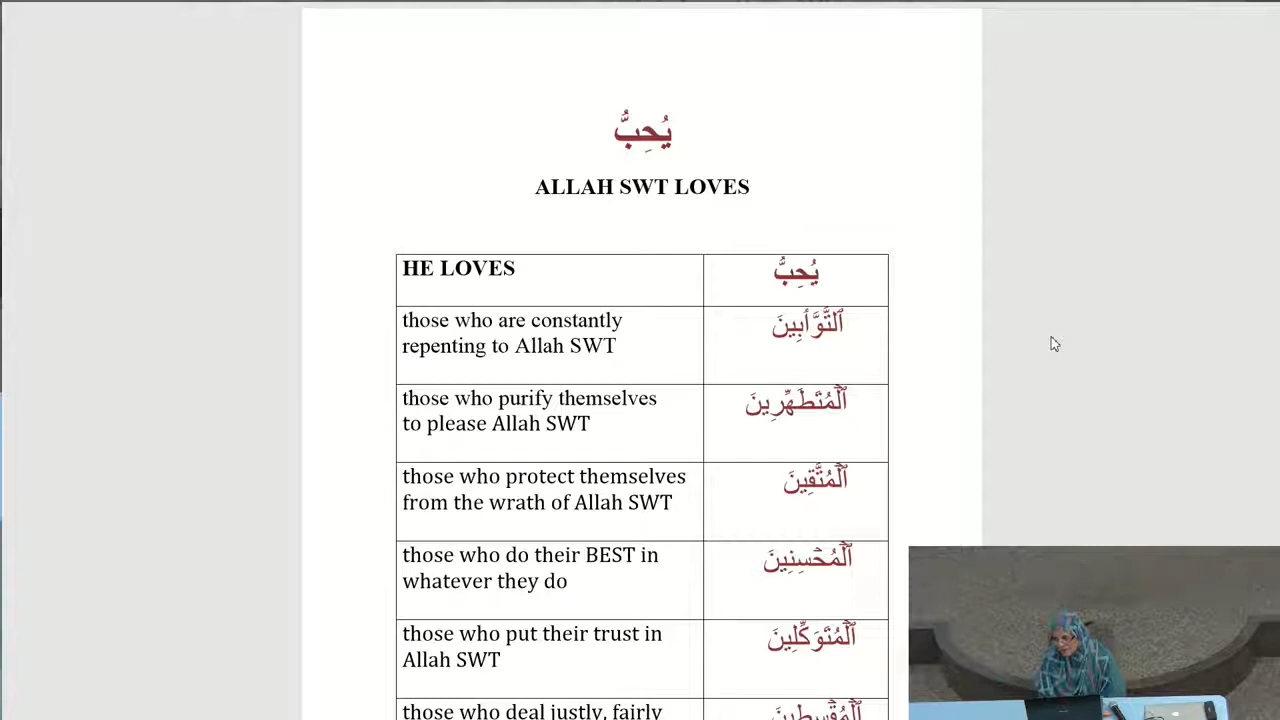 يُحِبُّ
ALLAH SWT LOVES
HE LOVES
يُحِبُّ
those who are constantly
repenting to Allah SWT
ٱلتَّوَّٲبِينَ
those who purify themselves
to please Allah SWT
ٱلۡمُتَطَهِّرِينَ
those who protect themselves
from the wrath of Allah SWT
ٱلۡمُتَّقِينَ
those who do their BEST in
whatever they do
ٱلۡمُحۡسِنِينَ
those who put their trust in
Allah SWT
ٱلۡمُتَوَكِّلِينَ
those who deal justly, fairly
ٱلۡمُقۡسِطِينَ